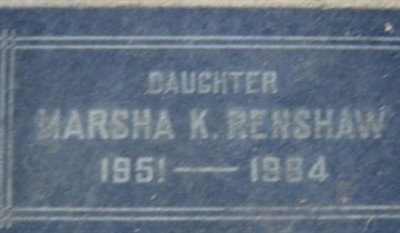 DAUGHTER
MARSHA K. RENSHAW
1951 — 1984